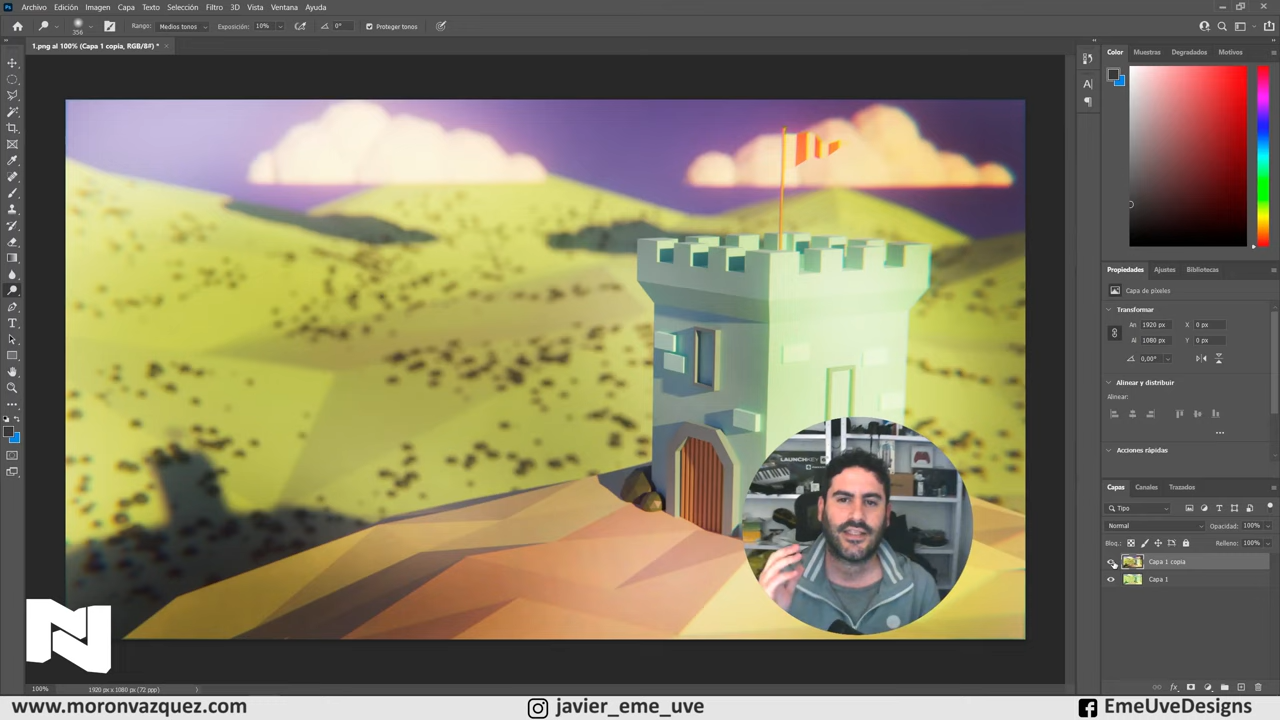 Ps Archivo Edición Imagen Capa Texto Selección Filtro 3D Vista Ventana Ayuda
356 Rango: Medios tonos Exposición: 10% 0° Proteger tonos
1.png al 100% (Capa 1 copia, RGB/8#) * ×
Color Muestras Degradados Motivos
Propiedades Ajustes Bibliotecas
Capa de píxeles
Transformar
An 1920 px X 0 px
Al 1080 px Y 0 px
0,00°
Alinear y distribuir
Alinear:
Acciones rápidas
Capas Canales Trazados
Tipo
Normal Opacidad: 100%
Bloq.: Relleno: 100%
Capa 1 copia
Capa 1
LAUNCHKEY
N
100% 1920 px x 1080 px (72 ppp)
www.moronvazquez.com javier_eme_uve EmeUveDesigns